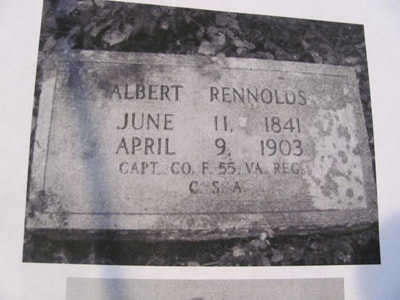 ALBERT RENNOLDS
JUNE 11, 1841
APRIL 9, 1903
CAPT. CO. F. 55, VA. REG.
C. S. A.